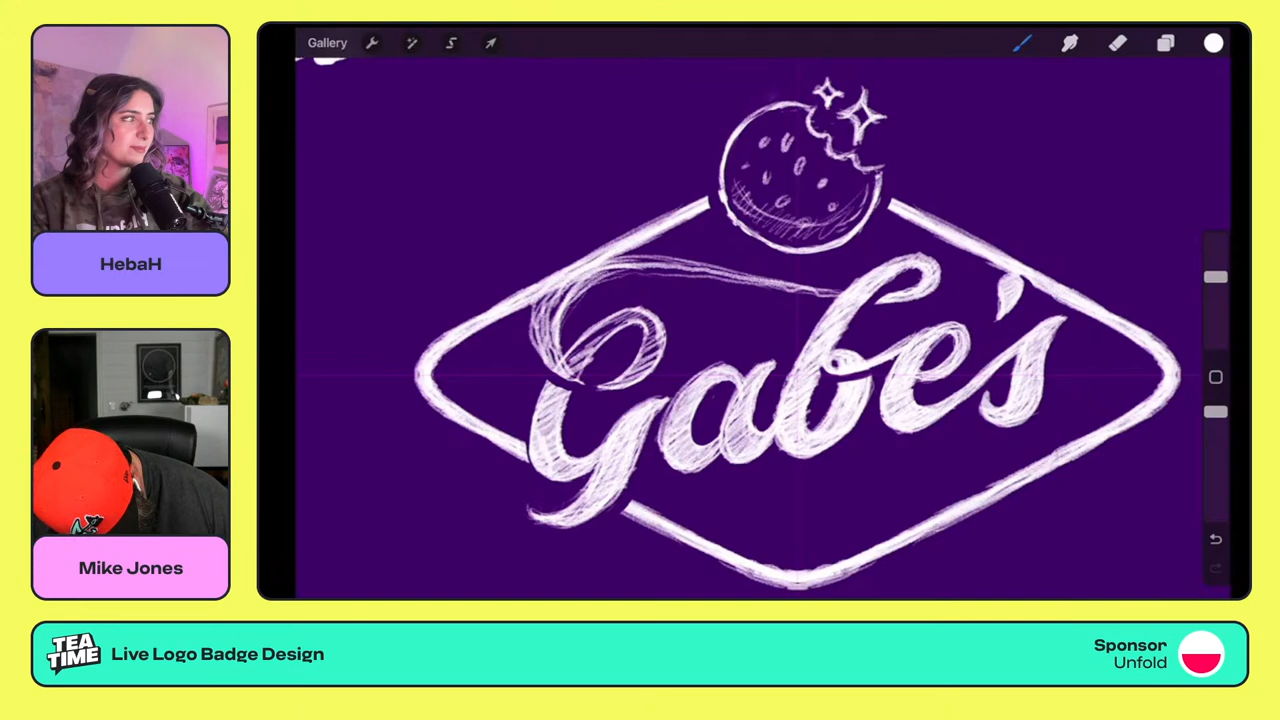 HebaH
Mike Jones
Gallery
Gabe's
TEA
TIME
Live Logo Badge Design
Sponsor
Unfold